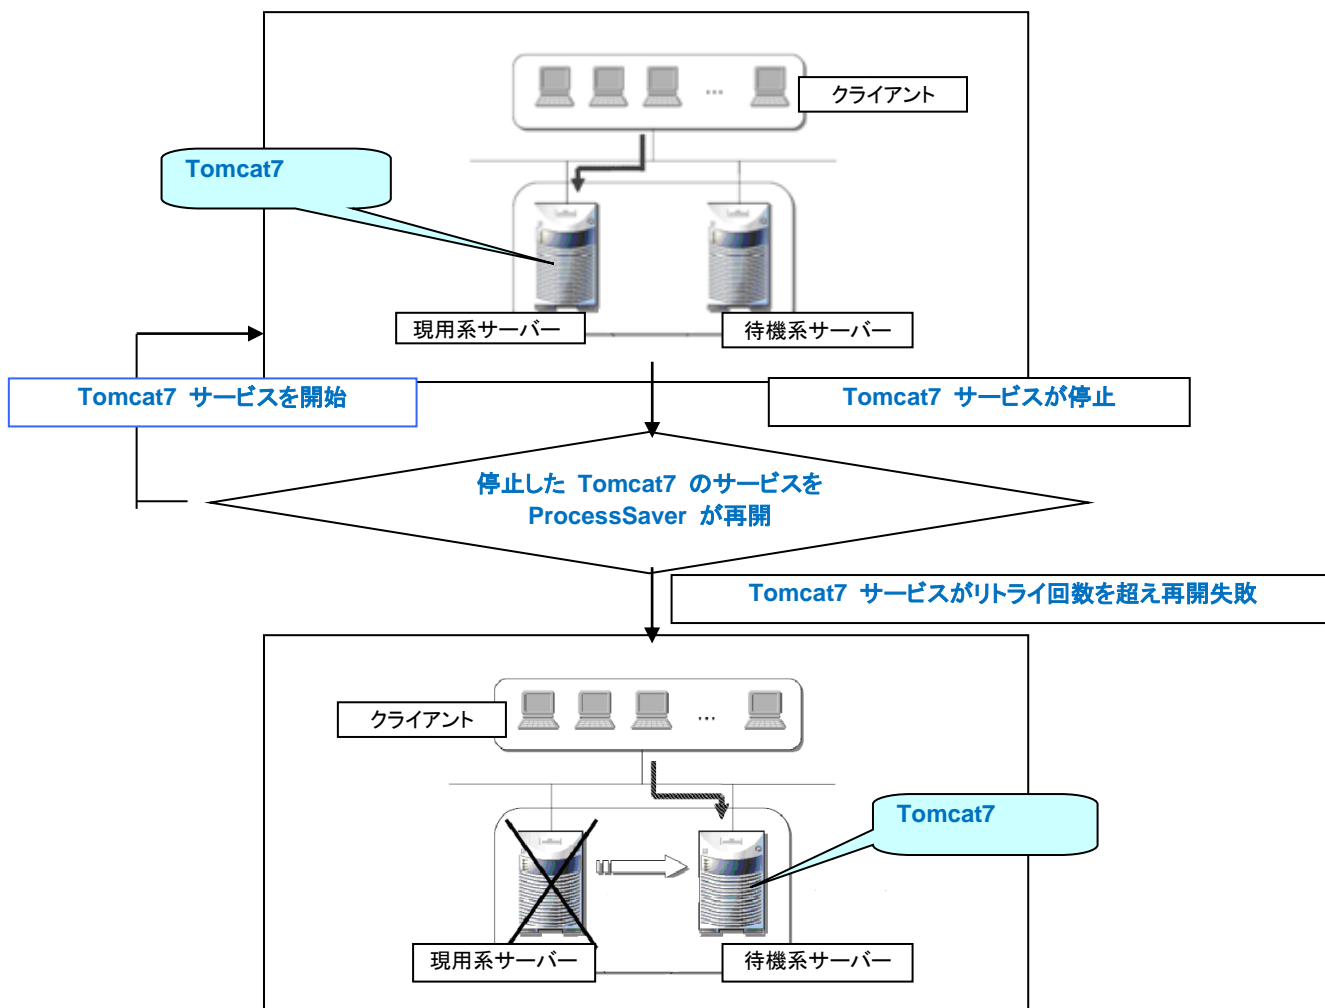 クライアント
...
Tomcat7
現用系サーバー
待機系サーバー
Tomcat7 サービスを開始
Tomcat7 サービスが停止
停止した Tomcat7 のサービスを
ProcessSaver が再開
Tomcat7 サービスがリトライ回数を超え再開失敗
クライアント
...
Tomcat7
現用系サーバー
待機系サーバー